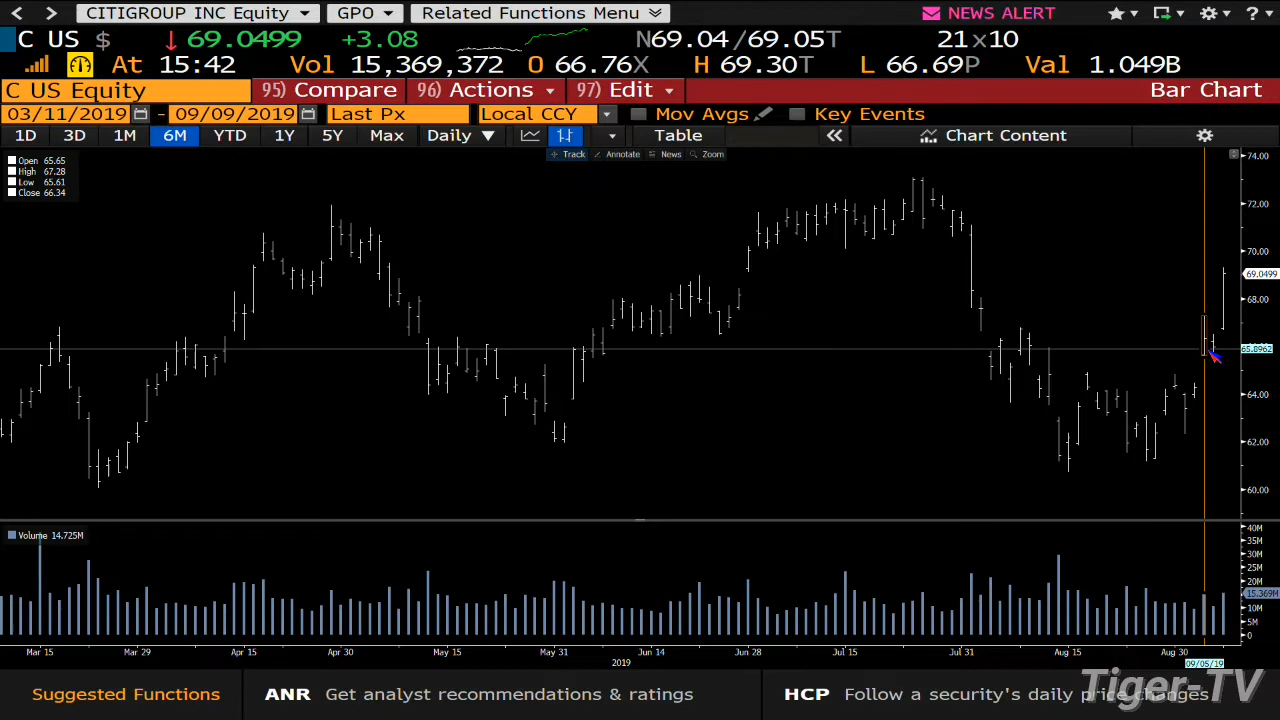 CITIGROUP INC Equity GPO Related Functions Menu NEWS ALERT ?
C US $ ↓ 69.0499 +3.08 N69.04/69.05T 21x10
At 15:42 Vol 15,369,372 O 66.76X H 69.30T L 66.69P Val 1.049B
C US Equity 95) Compare 96) Actions 97) Edit Bar Chart
03/11/2019 - 09/09/2019 Last Px Local CCY Mov Avgs Key Events
1D 3D 1M 6M YTD 1Y 5Y Max Daily ▼ Table « Chart Content
Track Annotate News Zoom
Open 65.65
High 67.28
Low 65.61
Close 66.34
74.00
72.00
70.00
69.0499
68.00
65.8962
64.00
62.00
60.00
Volume 14.725M
40M
35M
30M
25M
20M
15.369M
10M
5M
0
Mar 15 Mar 29 Apr 15 Apr 30 May 15 May 31 Jun 14 Jun 28 Jul 15 Jul 31 Aug 15 Aug 30
2019 09/05/19
Suggested Functions ANR Get analyst recommendations & ratings HCP Follow a security's daily price changes
Tiger-TV